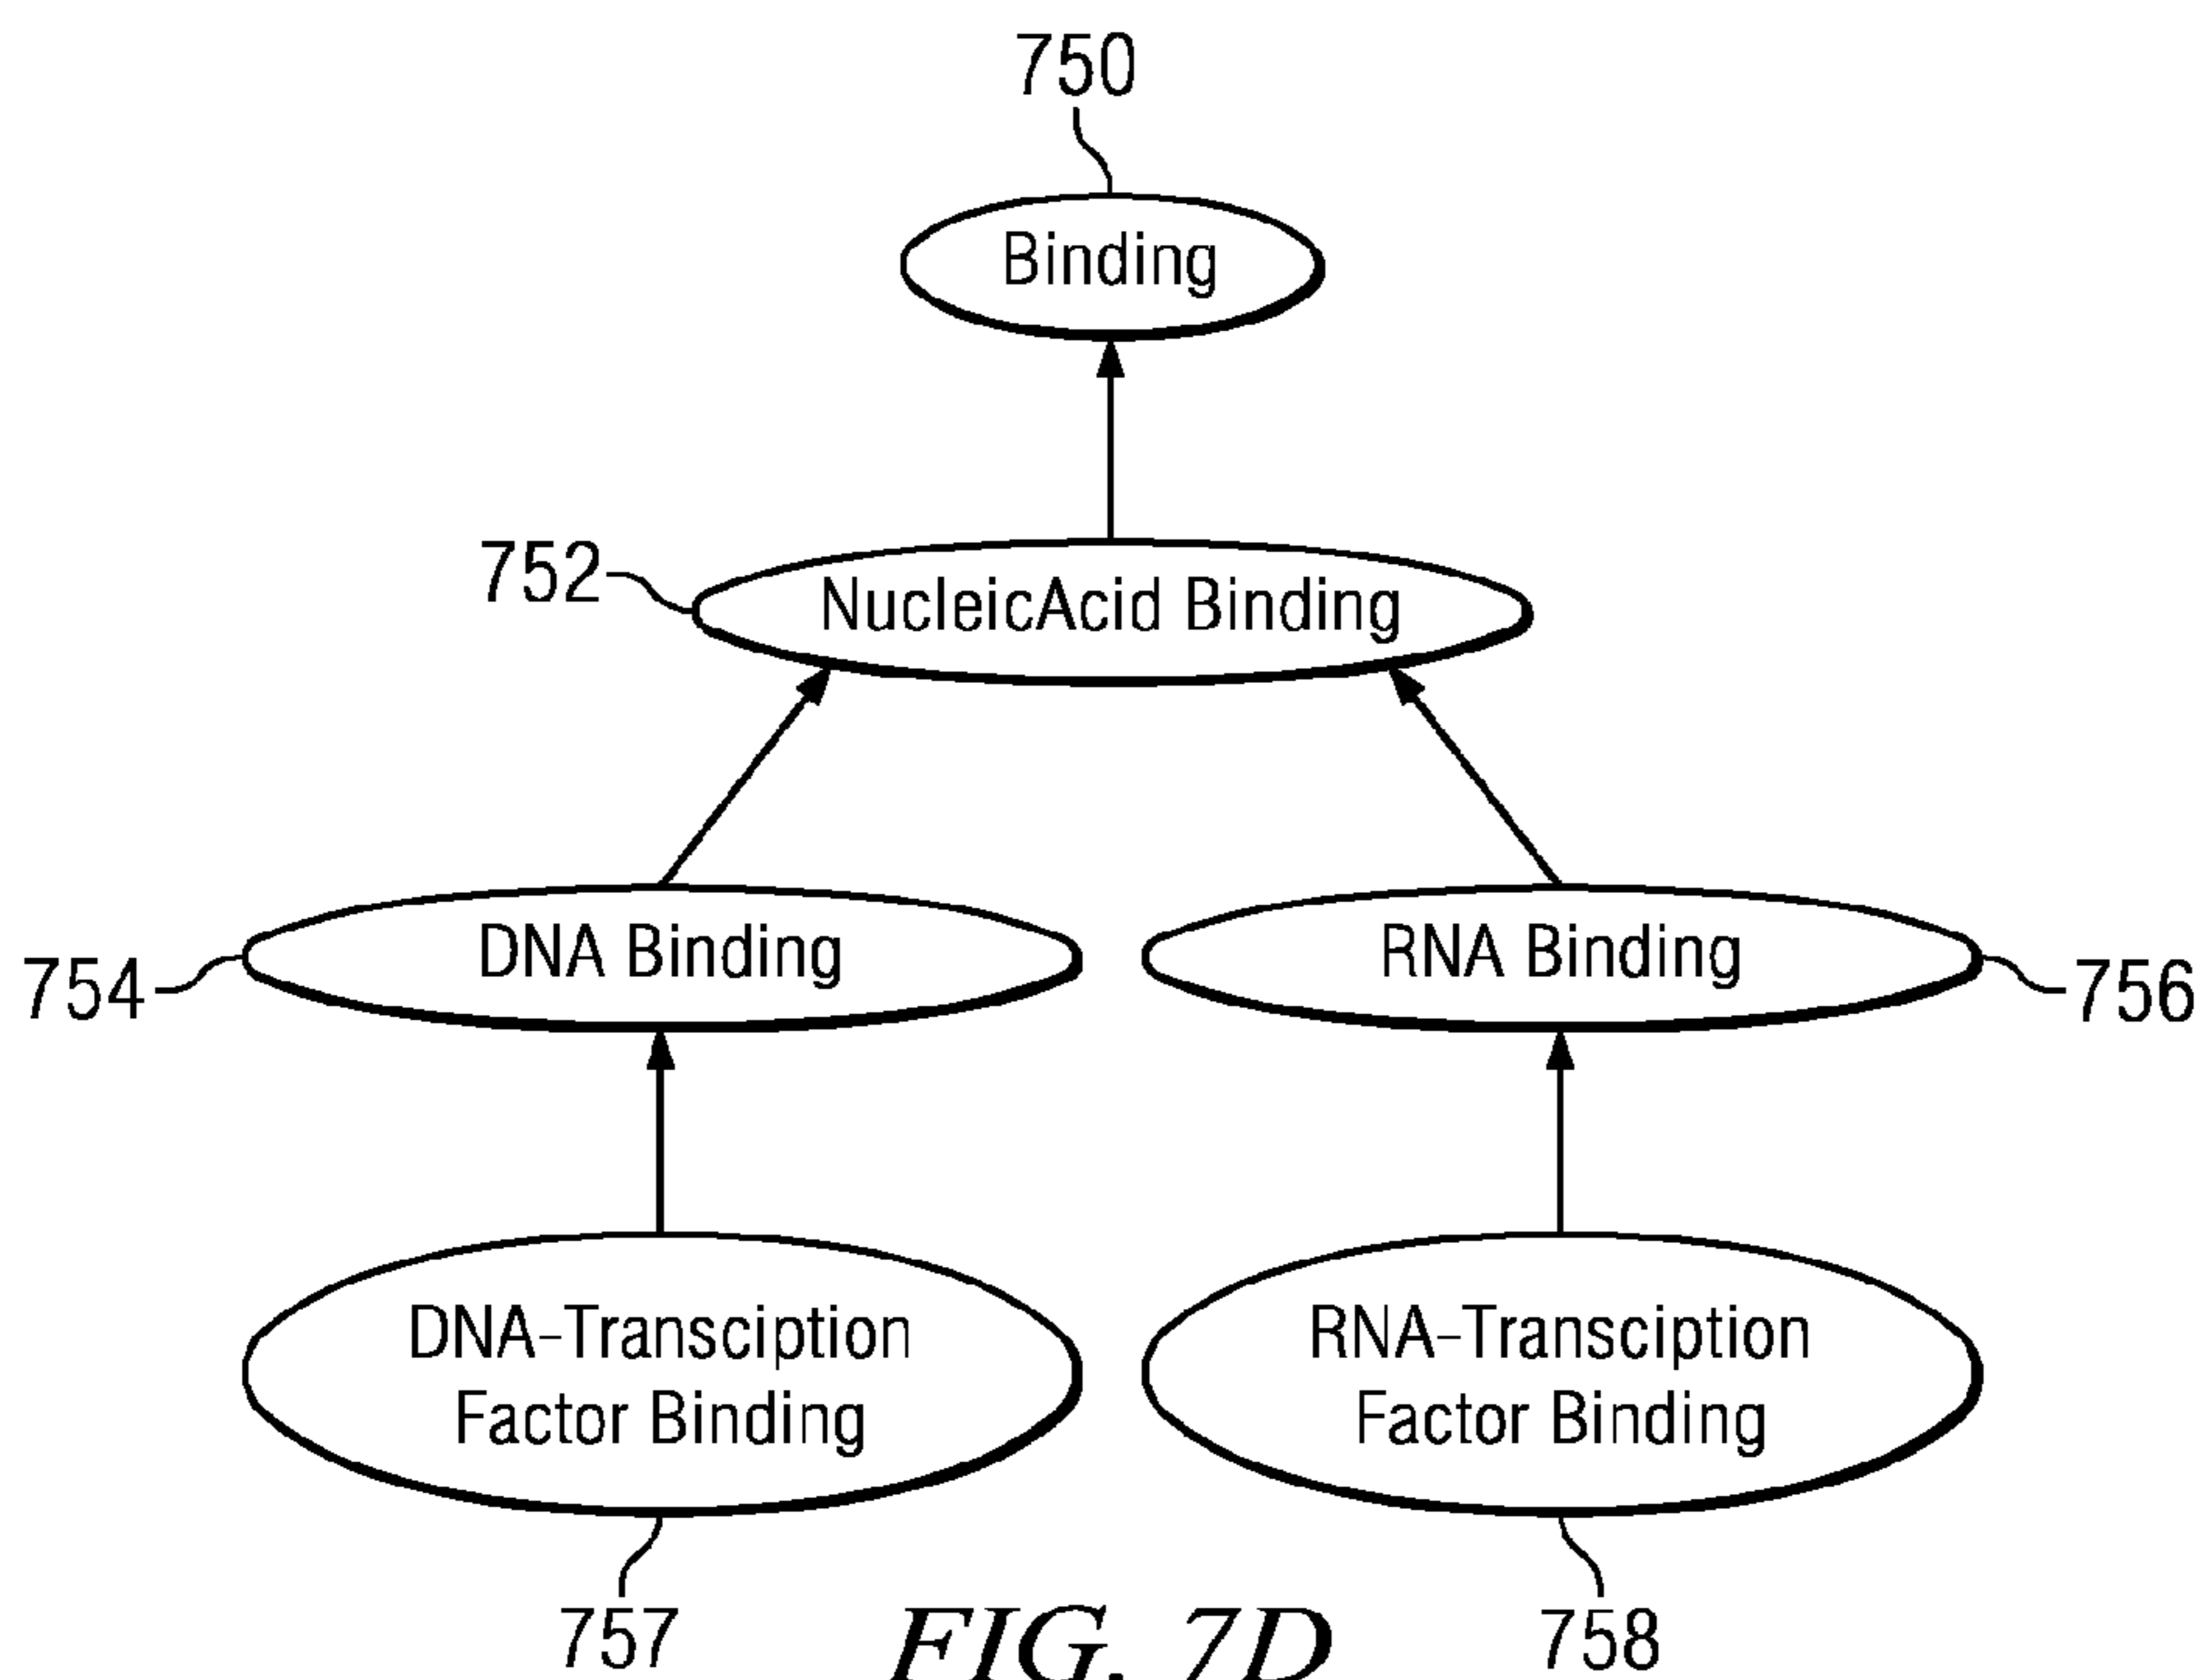 750
Binding
752
NucleicAcid Binding
DNA Binding
RNA Binding
754
756
DNA-Transciption
Factor Binding
RNA-Transciption
Factor Binding
757
758
FIG. 7D